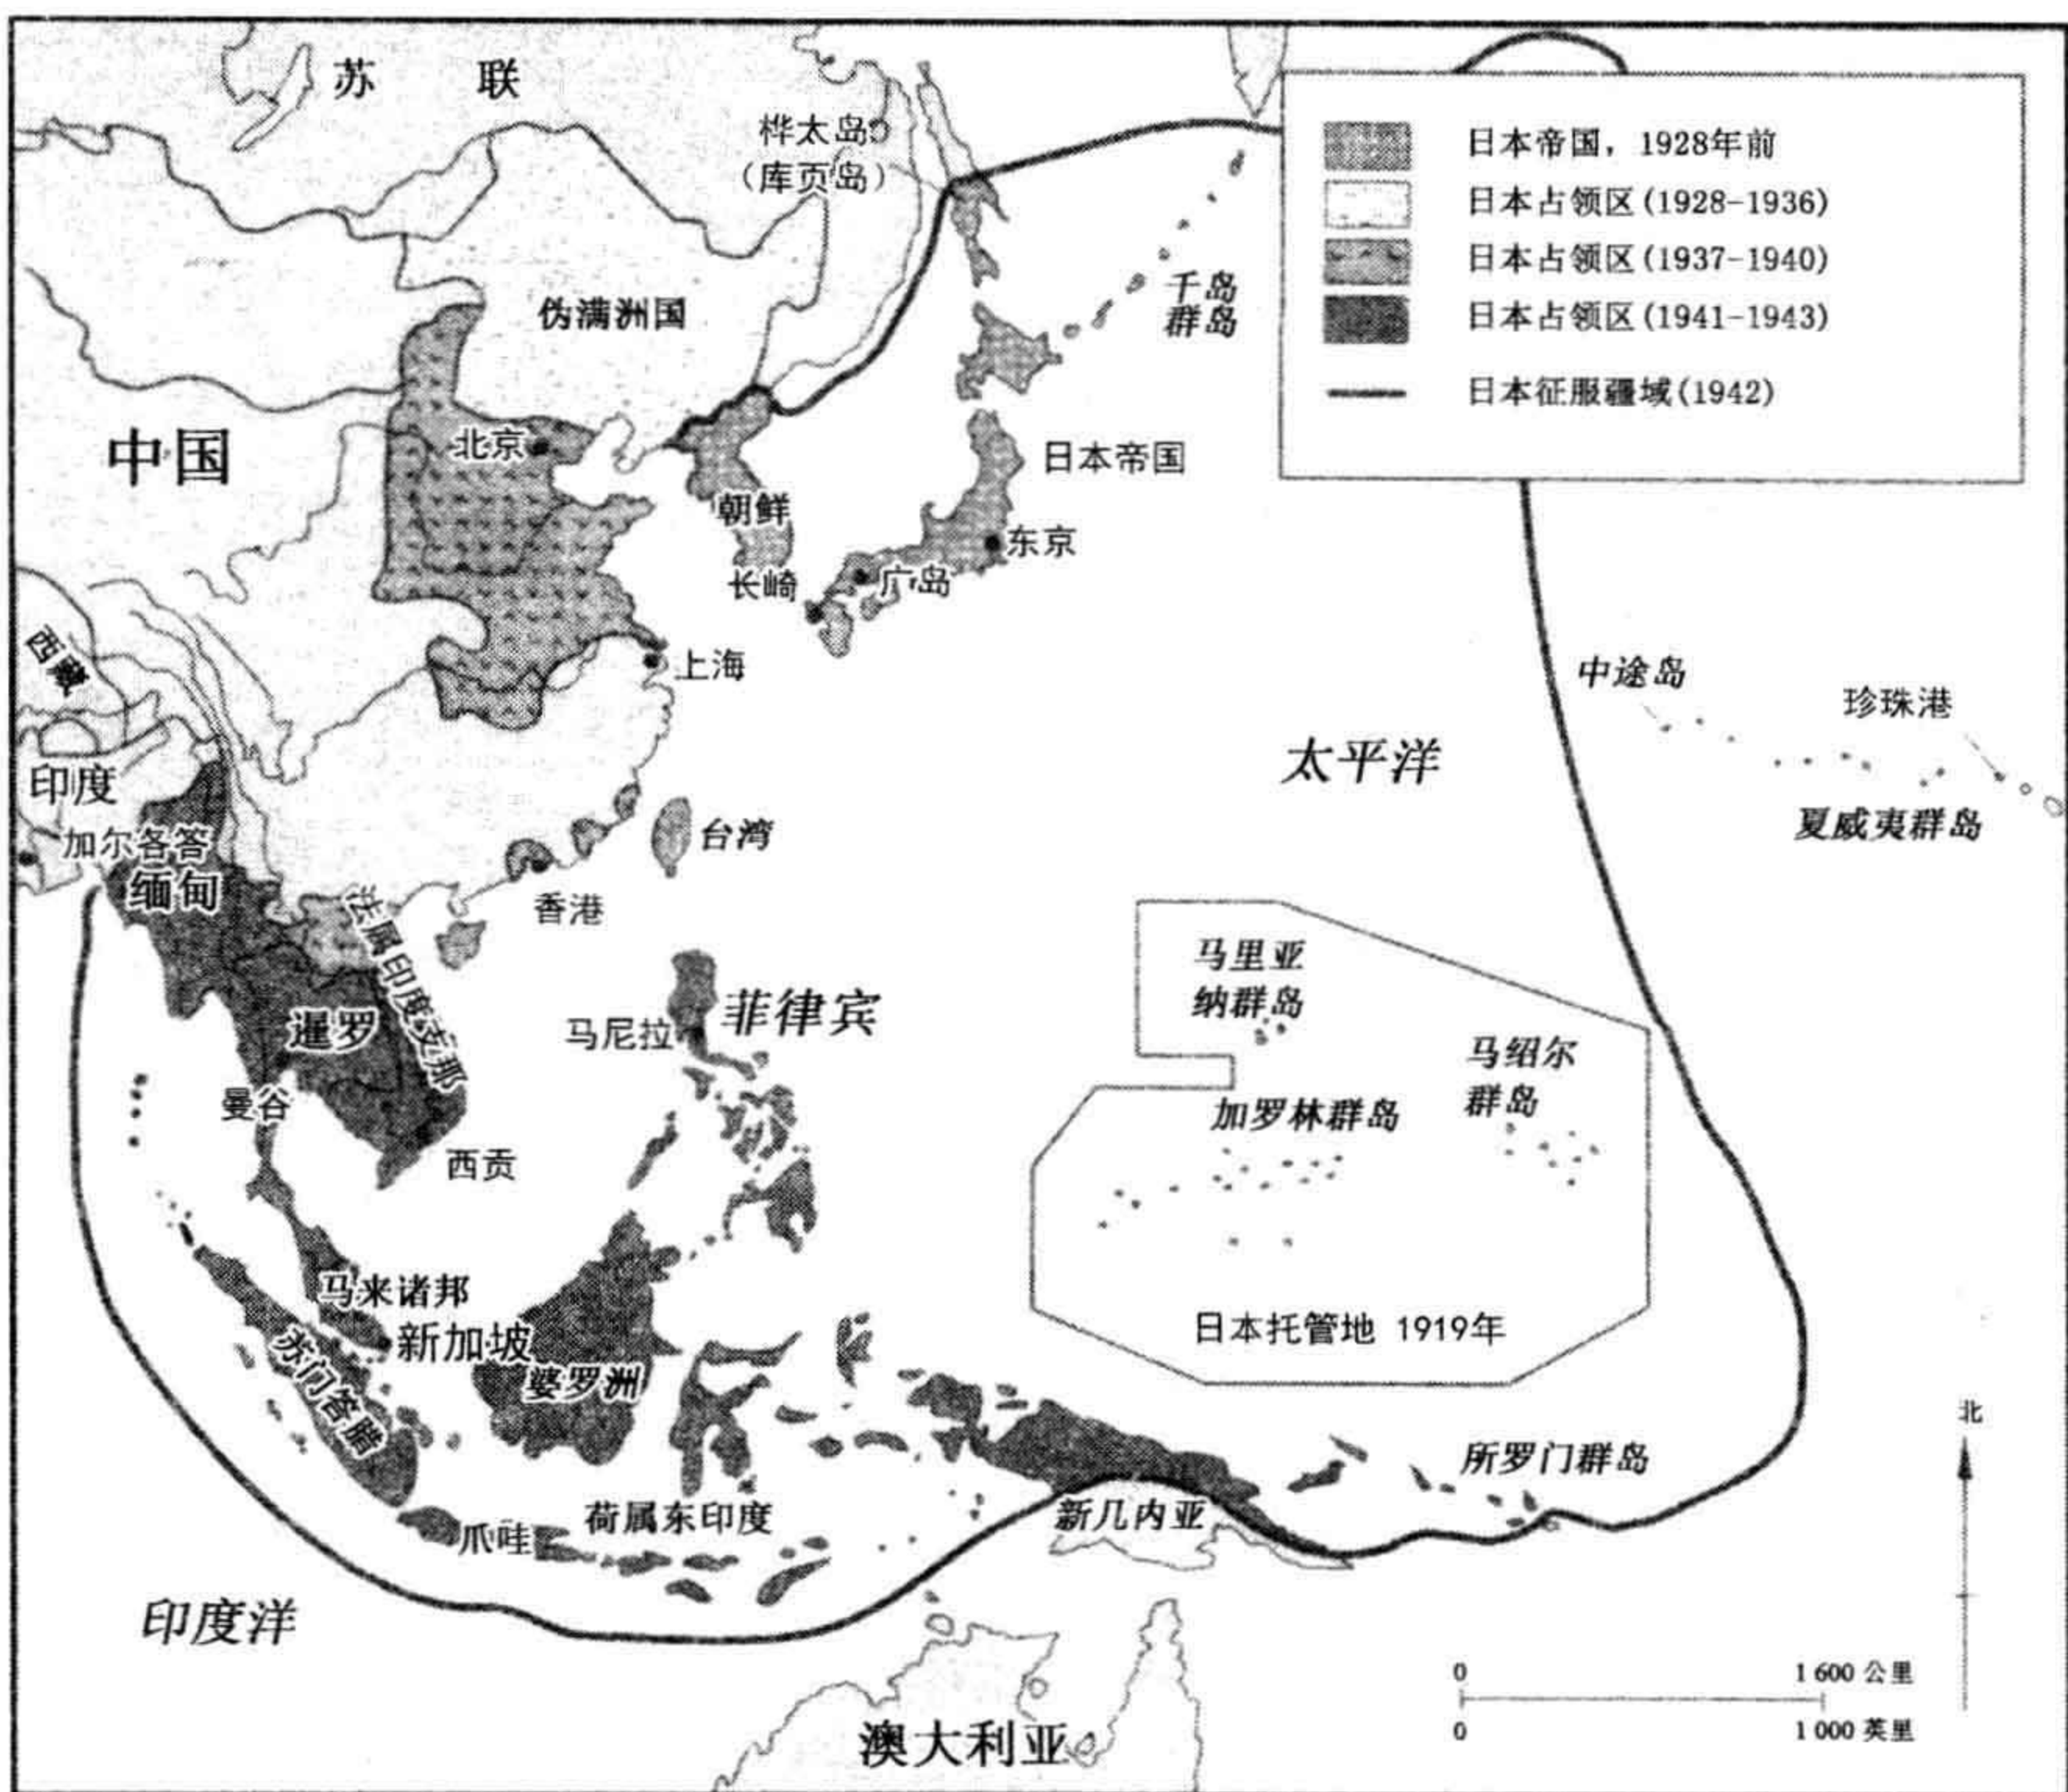 苏 联
桦太岛
（库页岛）
日本帝国，1928年前
日本占领区(1928-1936)
日本占领区(1937-1940)
日本占领区(1941-1943)
日本征服疆域(1942)
千岛
群岛
伪满洲国
中国
北京
日本帝国
朝鲜
东京
长崎
广岛
西藏
上海
中途岛
珍珠港
太平洋
印度
夏威夷群岛
加尔各答
台湾
缅甸
香港
法属印度支那
马里亚
纳群岛
菲律宾
马尼拉
暹罗
马绍尔
群岛
曼谷
加罗林群岛
西贡
马来诸邦
日本托管地 1919年
新加坡
苏门答腊
婆罗洲
北
所罗门群岛
荷属东印度
新几内亚
爪哇
印度洋
0 1 600 公里
0 1 000 英里
澳大利亚